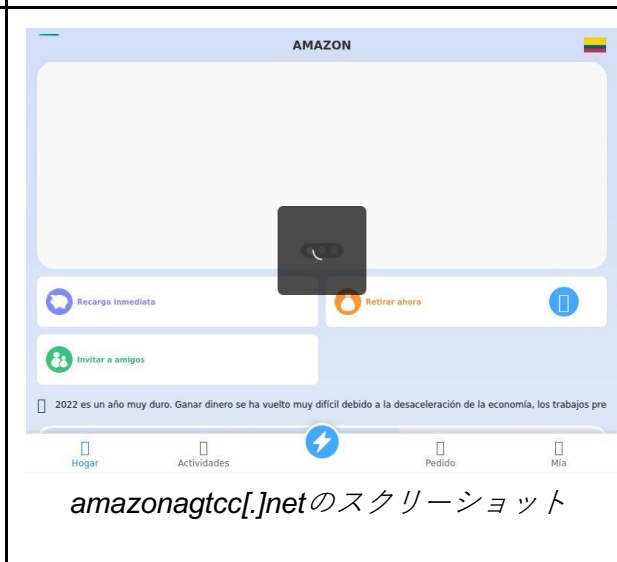 AMAZON
Recarga inmediata
Retirar ahora
Invitar a amigos
2022 es un año muy duro. Ganar dinero se ha vuelto muy difícil debido a la desaceleración de la economía, los trabajos pre
Hogar
Actividades
Pedido
Mía
amazonagtcc[.]netのスクリーショット